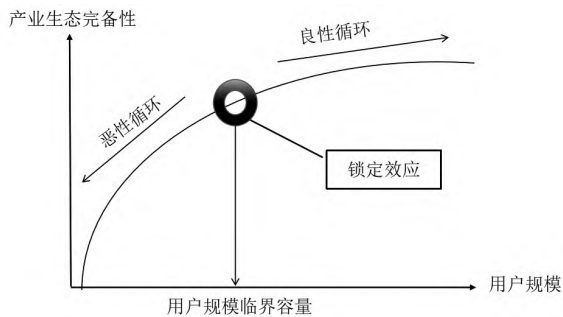 产业生态完备性
良性循环
恶性循环
锁定效应
用户规模
用户规模临界容量